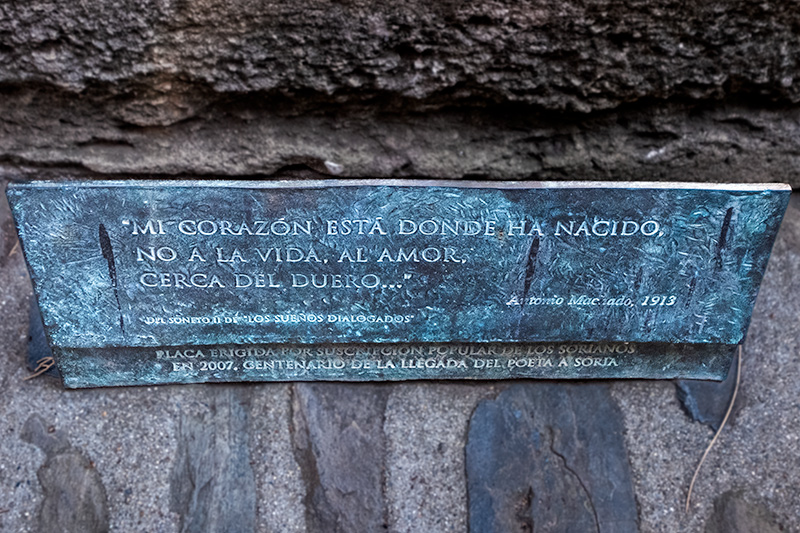 "MI CORAZÓN ESTÁ DONDE HA NACIDO,
NO A LA VIDA, AL AMOR,
CERCA DEL DUERO..."
Antonio Machado, 1913
"DEL SONETO II DE "LOS SUEÑOS DIALOGADOS"
PLACA ERIGIDA POR SUSCRIPCIÓN POPULAR DE LOS SORIANOS
EN 2007, CENTENARIO DE LA LLEGADA DEL POETA A SORIA